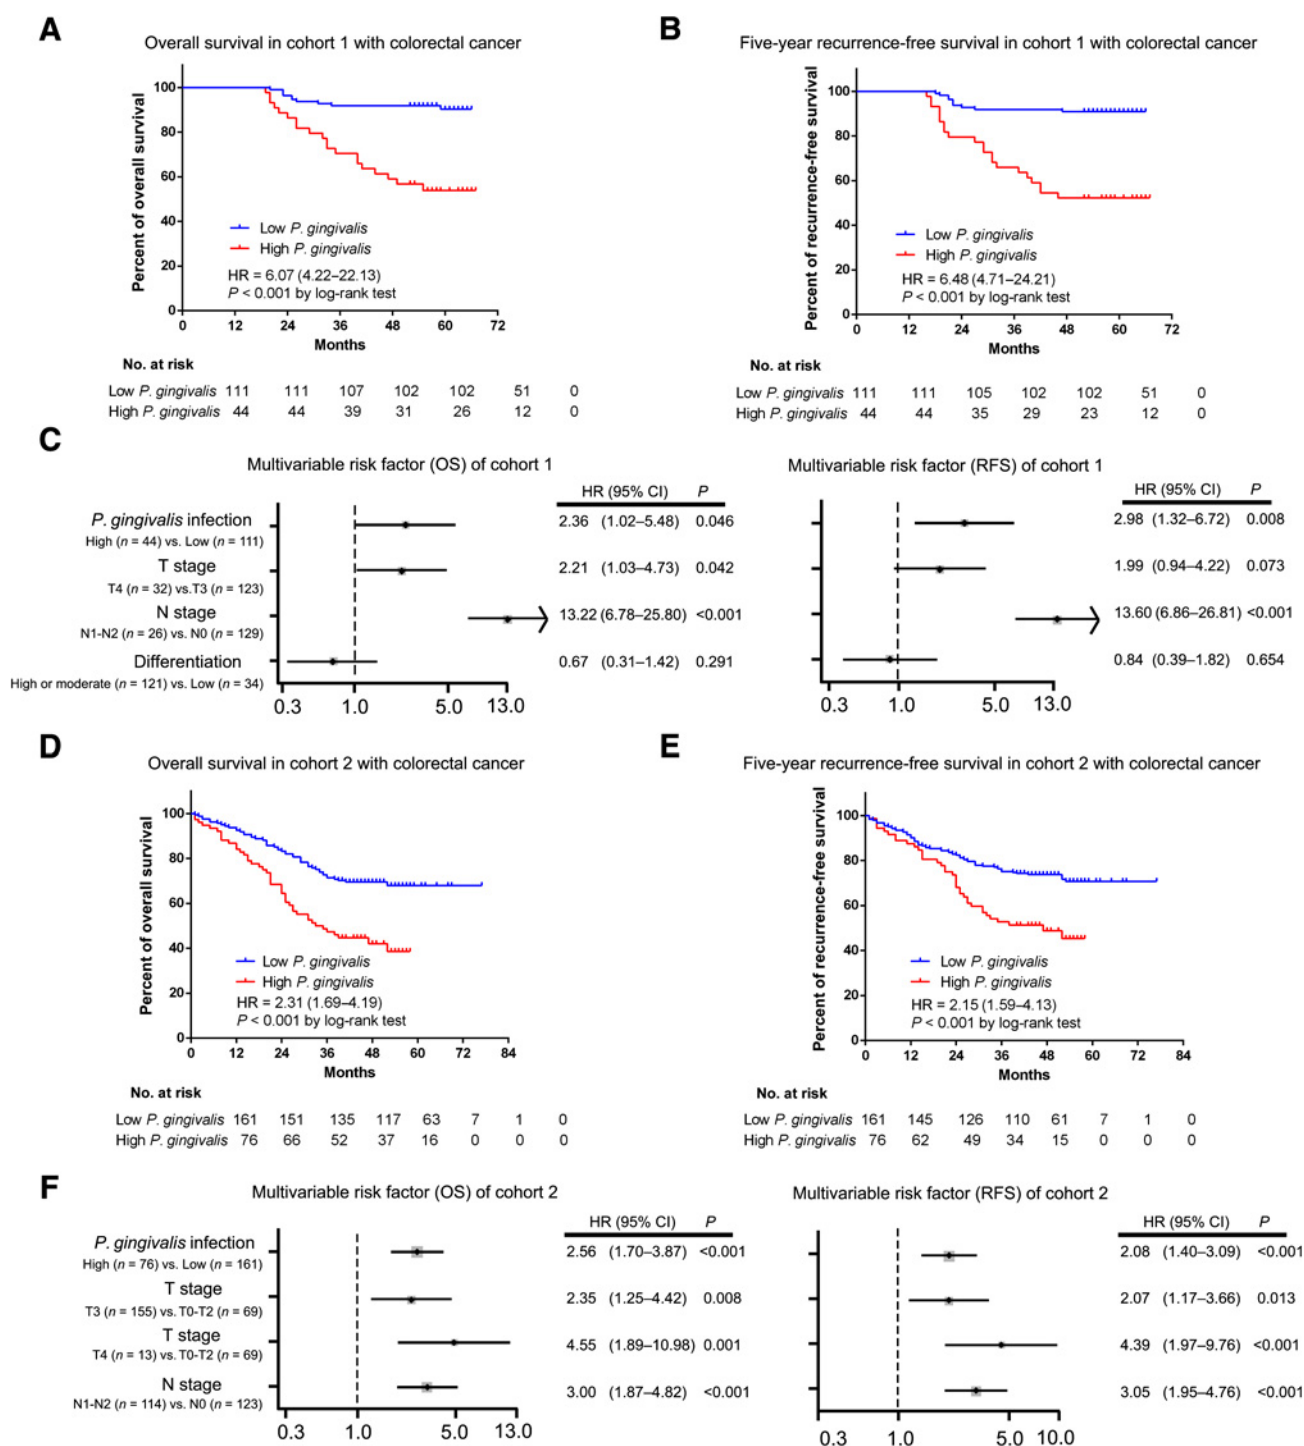 A
Overall survival in cohort 1 with colorectal cancer
Percent of overall survival
100
80
60
40
20
0
Low P. gingivalis
High P. gingivalis
HR = 6.07 (4.22–22.13)
P < 0.001 by log-rank test
0 12 24 36 48 60 72
Months
No. at risk
Low P. gingivalis 111 111 107 102 102 51 0
High P. gingivalis 44 44 39 31 26 12 0
B
Five-year recurrence-free survival in cohort 1 with colorectal cancer
Percent of recurrence-free survival
100
80
60
40
20
0
Low P. gingivalis
High P. gingivalis
HR = 6.48 (4.71–24.21)
P < 0.001 by log-rank test
0 12 24 36 48 60 72
Months
No. at risk
Low P. gingivalis 111 111 105 102 102 51 0
High P. gingivalis 44 44 35 29 23 12 0
C
Multivariable risk factor (OS) of cohort 1
HR (95% CI) P
P. gingivalis infection 2.36 (1.02–5.48) 0.046
High (n = 44) vs. Low (n = 111)
T stage 2.21 (1.03–4.73) 0.042
T4 (n = 32) vs.T3 (n = 123)
N stage 13.22 (6.78–25.80) <0.001
N1-N2 (n = 26) vs. N0 (n = 129)
Differentiation 0.67 (0.31–1.42) 0.291
High or moderate (n = 121) vs. Low (n = 34)
0.3 1.0 5.0 13.0
Multivariable risk factor (RFS) of cohort 1
HR (95% CI) P
2.98 (1.32–6.72) 0.008
1.99 (0.94–4.22) 0.073
13.60 (6.86–26.81) <0.001
0.84 (0.39–1.82) 0.654
0.3 1.0 5.0 13.0
D
Overall survival in cohort 2 with colorectal cancer
Percent of overall survival
100
80
60
40
20
0
Low P. gingivalis
High P. gingivalis
HR = 2.31 (1.69–4.19)
P < 0.001 by log-rank test
0 12 24 36 48 60 72 84
Months
No. at risk
Low P. gingivalis 161 151 135 117 63 7 1 0
High P. gingivalis 76 66 52 37 16 0 0 0
E
Five-year recurrence-free survival in cohort 2 with colorectal cancer
Percent of recurrence-free survival
100
80
60
40
20
0
Low P. gingivalis
High P. gingivalis
HR = 2.15 (1.59–4.13)
P < 0.001 by log-rank test
0 12 24 36 48 60 72 84
Months
No. at risk
Low P. gingivalis 161 145 126 110 61 7 1 0
High P. gingivalis 76 62 49 34 15 0 0 0
F
Multivariable risk factor (OS) of cohort 2
HR (95% CI) P
P. gingivalis infection 2.56 (1.70–3.87) <0.001
High (n = 76) vs. Low (n = 161)
T stage 2.35 (1.25–4.42) 0.008
T3 (n = 155) vs. T0-T2 (n = 69)
T stage 4.55 (1.89–10.98) 0.001
T4 (n = 13) vs. T0-T2 (n = 69)
N stage 3.00 (1.87–4.82) <0.001
N1-N2 (n = 114) vs. N0 (n = 123)
0.3 1.0 5.0 13.0
Multivariable risk factor (RFS) of cohort 2
HR (95% CI) P
2.08 (1.40–3.09) <0.001
2.07 (1.17–3.66) 0.013
4.39 (1.97–9.76) <0.001
3.05 (1.95–4.76) <0.001
0.3 1.0 5.0 10.0